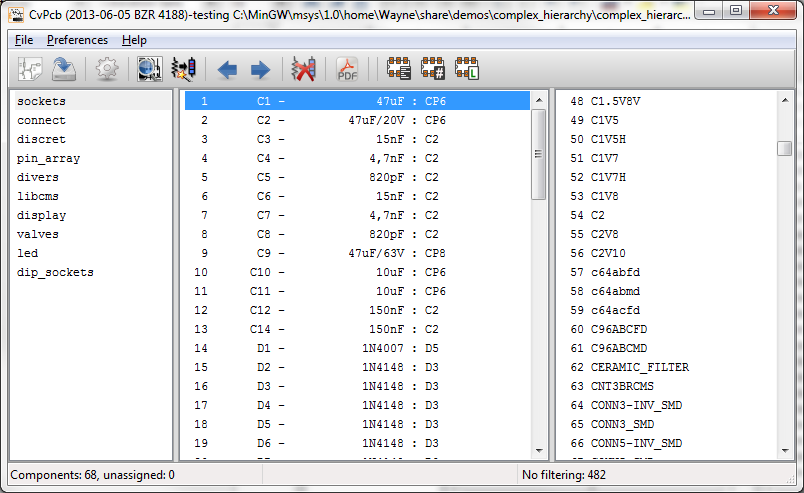 CvPcb (2013-06-05 BZR 4188)-testing C:\MinGW\msys\1.0\home\Wayne\share\demos\complex_hierarchy\complex_hierarc...
File Preferences Help
PDF
L
sockets
connect
discret
pin_array
divers
libcms
display
valves
led
dip_sockets
1 C1 - 47uF : CP6
2 C2 - 47uF/20V : CP6
3 C3 - 15nF : C2
4 C4 - 4,7nF : C2
5 C5 - 820pF : C2
6 C6 - 15nF : C2
7 C7 - 4,7nF : C2
8 C8 - 820pF : C2
9 C9 - 47uF/63V : CP8
10 C10 - 10uF : CP6
11 C11 - 10uF : CP6
12 C12 - 150nF : C2
13 C14 - 150nF : C2
14 D1 - 1N4007 : D5
15 D2 - 1N4148 : D3
16 D3 - 1N4148 : D3
17 D4 - 1N4148 : D3
18 D5 - 1N4148 : D3
19 D6 - 1N4148 : D3
48 C1.5V8V
49 C1V5
50 C1V5H
51 C1V7
52 C1V7H
53 C1V8
54 C2
55 C2V8
56 C2V10
57 c64abfd
58 c64abmd
59 c64acfd
60 C96ABCFD
61 C96ABCMD
62 CERAMIC_FILTER
63 CNT3BRCMS
64 CONN3-INV_SMD
65 CONN3_SMD
66 CONN5-INV_SMD
Components: 68, unassigned: 0
No filtering: 482